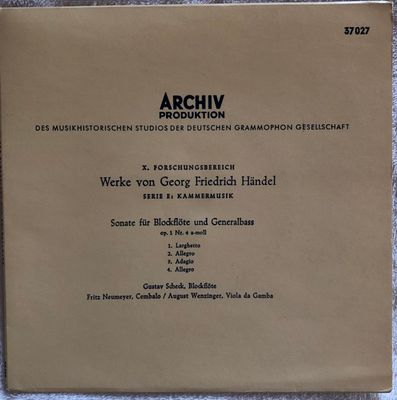 37027
ARCHIV
PRODUKTION
DES MUSIKHISTORISCHEN STUDIOS DER DEUTSCHEN GRAMMOPHON GESELLSCHAFT
X. FORSCHUNGSBEREICH
Werke von Georg Friedrich Händel
SERIE E: KAMMERMUSIK
Sonate für Blockflöte und Generalbass
op. 1 Nr. 4 a-moll
1. Larghetto
2. Allegro
3. Adagio
4. Allegro
Gustav Scheck, Blockflöte
Fritz Neumeyer, Cembalo / August Wenzinger, Viola da Gamba